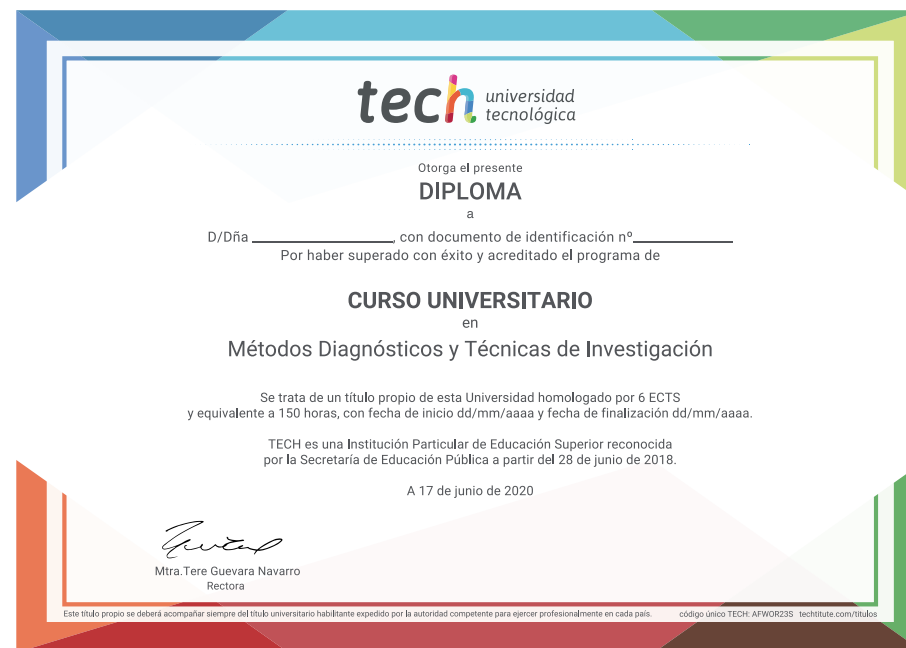 tech universidad
tecnológica
Otorga el presente
DIPLOMA
a
D/Dña ____________________, con documento de identificación nº______________
Por haber superado con éxito y acreditado el programa de
CURSO UNIVERSITARIO
en
Métodos Diagnósticos y Técnicas de Investigación
Se trata de un título propio de esta Universidad homologado por 6 ECTS
y equivalente a 150 horas, con fecha de inicio dd/mm/aaaa y fecha de finalización dd/mm/aaaa.
TECH es una Institución Particular de Educación Superior reconocida
por la Secretaría de Educación Pública a partir del 28 de junio de 2018.
A 17 de junio de 2020
Mtra.Tere Guevara Navarro
Rectora
Este título propio se deberá acompañar siempre del título universitario habilitante expedido por la autoridad competente para ejercer profesionalmente en cada país. código único TECH: AFWOR23S techtitute.com/titulos